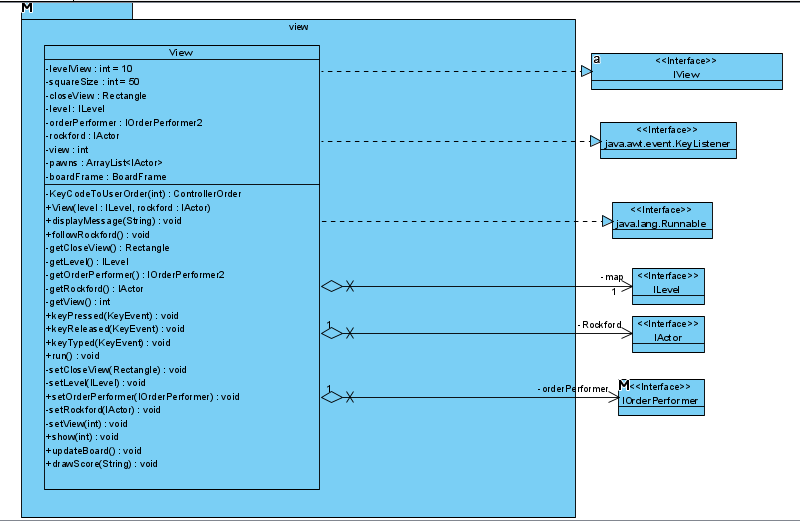 M
view
View
-levelView : int = 10
-squareSize : int = 50
-closeView : Rectangle
-level : ILevel
-orderPerformer : IOrderPerformer2
-rockford : IActor
-view : int
-pawns : ArrayList<IActor>
-boardFrame : BoardFrame
-KeyCodeToUserOrder(int) : ControllerOrder
+View(level : ILevel, rockford : IActor)
+displayMessage(String) : void
+followRockford() : void
-getCloseView() : Rectangle
-getLevel() : ILevel
-getOrderPerformer() : IOrderPerformer2
-getRockford() : IActor
-getView() : int
+keyPressed(KeyEvent) : void
+keyReleased(KeyEvent) : void
+keyTyped(KeyEvent) : void
+run() : void
-setCloseView(Rectangle) : void
-setLevel(ILevel) : void
+setOrderPerformer(IOrderPerformer) : void
-setRockford(IActor) : void
-setView(int) : void
+show(int) : void
+updateBoard() : void
+drawScore(String) : void
a
<<Interface>>
IView
<<Interface>>
java.awt.event.KeyListener
<<Interface>>
java.lang.Runnable
-map
1
<<Interface>>
ILevel
1
-Rockford
<<Interface>>
IActor
1
-orderPerformer
M
<<Interface>>
IOrderPerformer